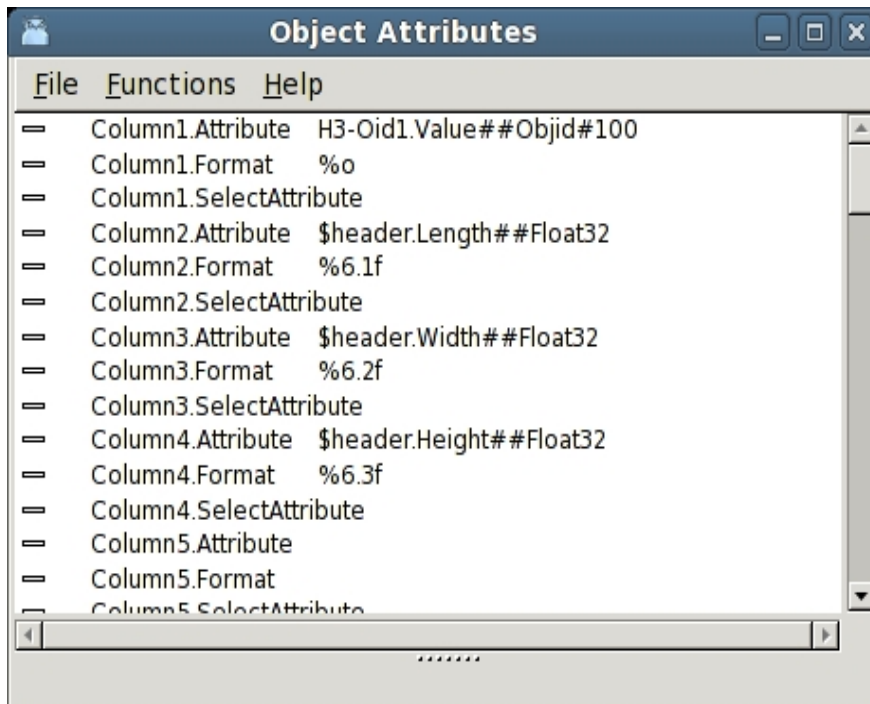 Object Attributes
File Functions Help
Column1.Attribute H3-Oid1.Value##Objid#100
Column1.Format %o
Column1.SelectAttribute
Column2.Attribute $header.Length##Float32
Column2.Format %6.1f
Column2.SelectAttribute
Column3.Attribute $header.Width##Float32
Column3.Format %6.2f
Column3.SelectAttribute
Column4.Attribute $header.Height##Float32
Column4.Format %6.3f
Column4.SelectAttribute
Column5.Attribute
Column5.Format
Column5.SelectAttribute